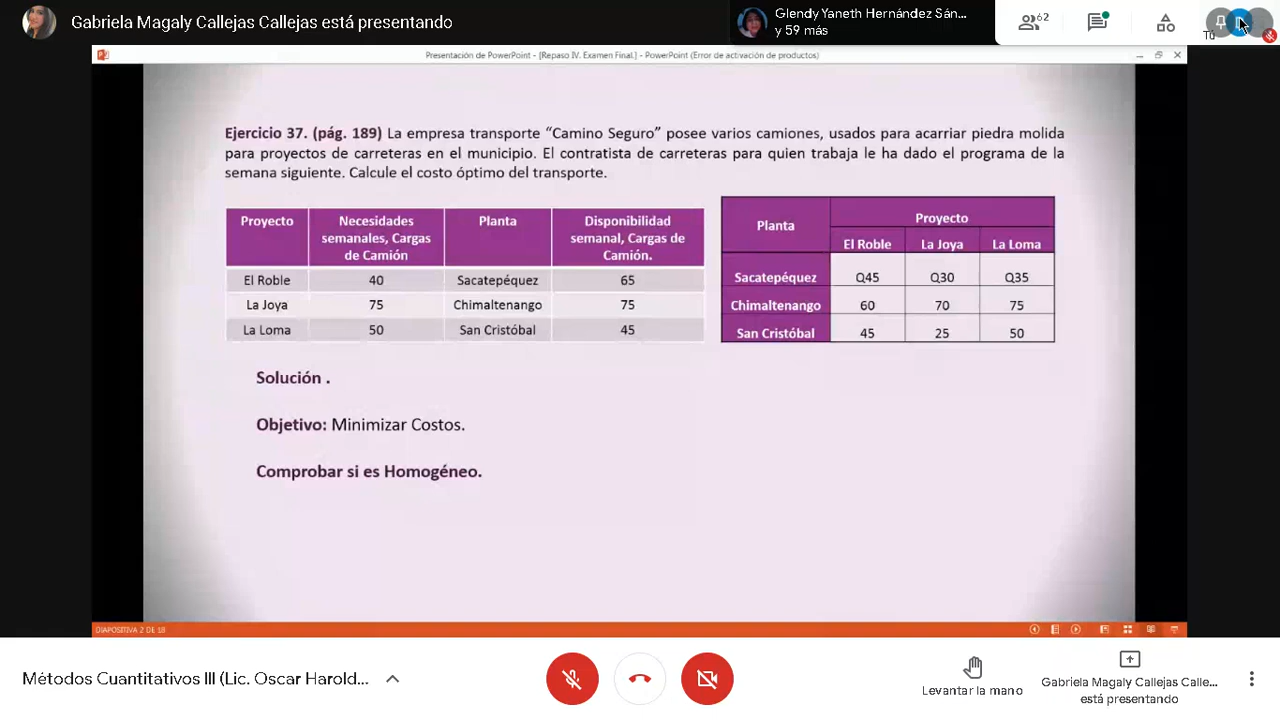 Gabriela Magaly Callejas Callejas está presentando
Glendy Yaneth Hernández Sán...
y 59 más
62
Tú
Presentación de PowerPoint - [Repaso IV. Examen Final.] - PowerPoint (Error de activación de productos)
Ejercicio 37. (pág. 189) La empresa transporte “Camino Seguro” posee varios camiones, usados para acarriar piedra molida
para proyectos de carreteras en el municipio. El contratista de carreteras para quien trabaja le ha dado el programa de la
semana siguiente. Calcule el costo óptimo del transporte.
Proyecto Necesidades semanales, Cargas de Camión Planta Disponibilidad semanal, Cargas de Camión.
El Roble 40 Sacatepéquez 65
La Joya 75 Chimaltenango 75
La Loma 50 San Cristóbal 45
Planta Proyecto
El Roble La Joya La Loma
Sacatepéquez Q45 Q30 Q35
Chimaltenango 60 70 75
San Cristóbal 45 25 50
Solución .
Objetivo: Minimizar Costos.
Comprobar si es Homogéneo.
DIAPOSITIVA 2 DE 18
Métodos Cuantitativos III (Lic. Oscar Harold...
Levantar la mano
Gabriela Magaly Callejas Calle...
está presentando